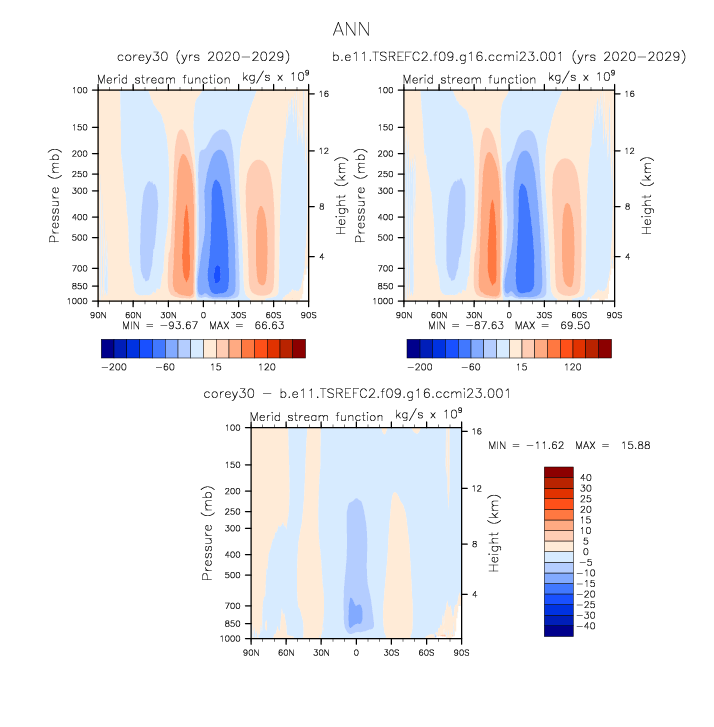 ANN
corey30 (yrs 2020-2029)
b.e11.TSREFC2.f09.g16.ccmi23.001 (yrs 2020-2029)
Merid stream function kg/s x 10⁹
Merid stream function kg/s x 10⁹
100
150
200
250
300
400
500
700
850
1000
Pressure (mb)
16
12
8
4
Height (km)
90N 60N 30N 0 30S 60S 90S
MIN = -93.67 MAX = 66.63
-200 -60 15 120
100
150
200
250
300
400
500
700
850
1000
Pressure (mb)
16
12
8
4
Height (km)
90N 60N 30N 0 30S 60S 90S
MIN = -87.63 MAX = 69.50
-200 -60 15 120
corey30 - b.e11.TSREFC2.f09.g16.ccmi23.001
Merid stream function kg/s x 10⁹
100
150
200
250
300
400
500
700
850
1000
Pressure (mb)
16
12
8
4
Height (km)
90N 60N 30N 0 30S 60S 90S
MIN = -11.62 MAX = 15.88
40
30
20
15
10
5
0
-5
-10
-15
-20
-25
-30
-40